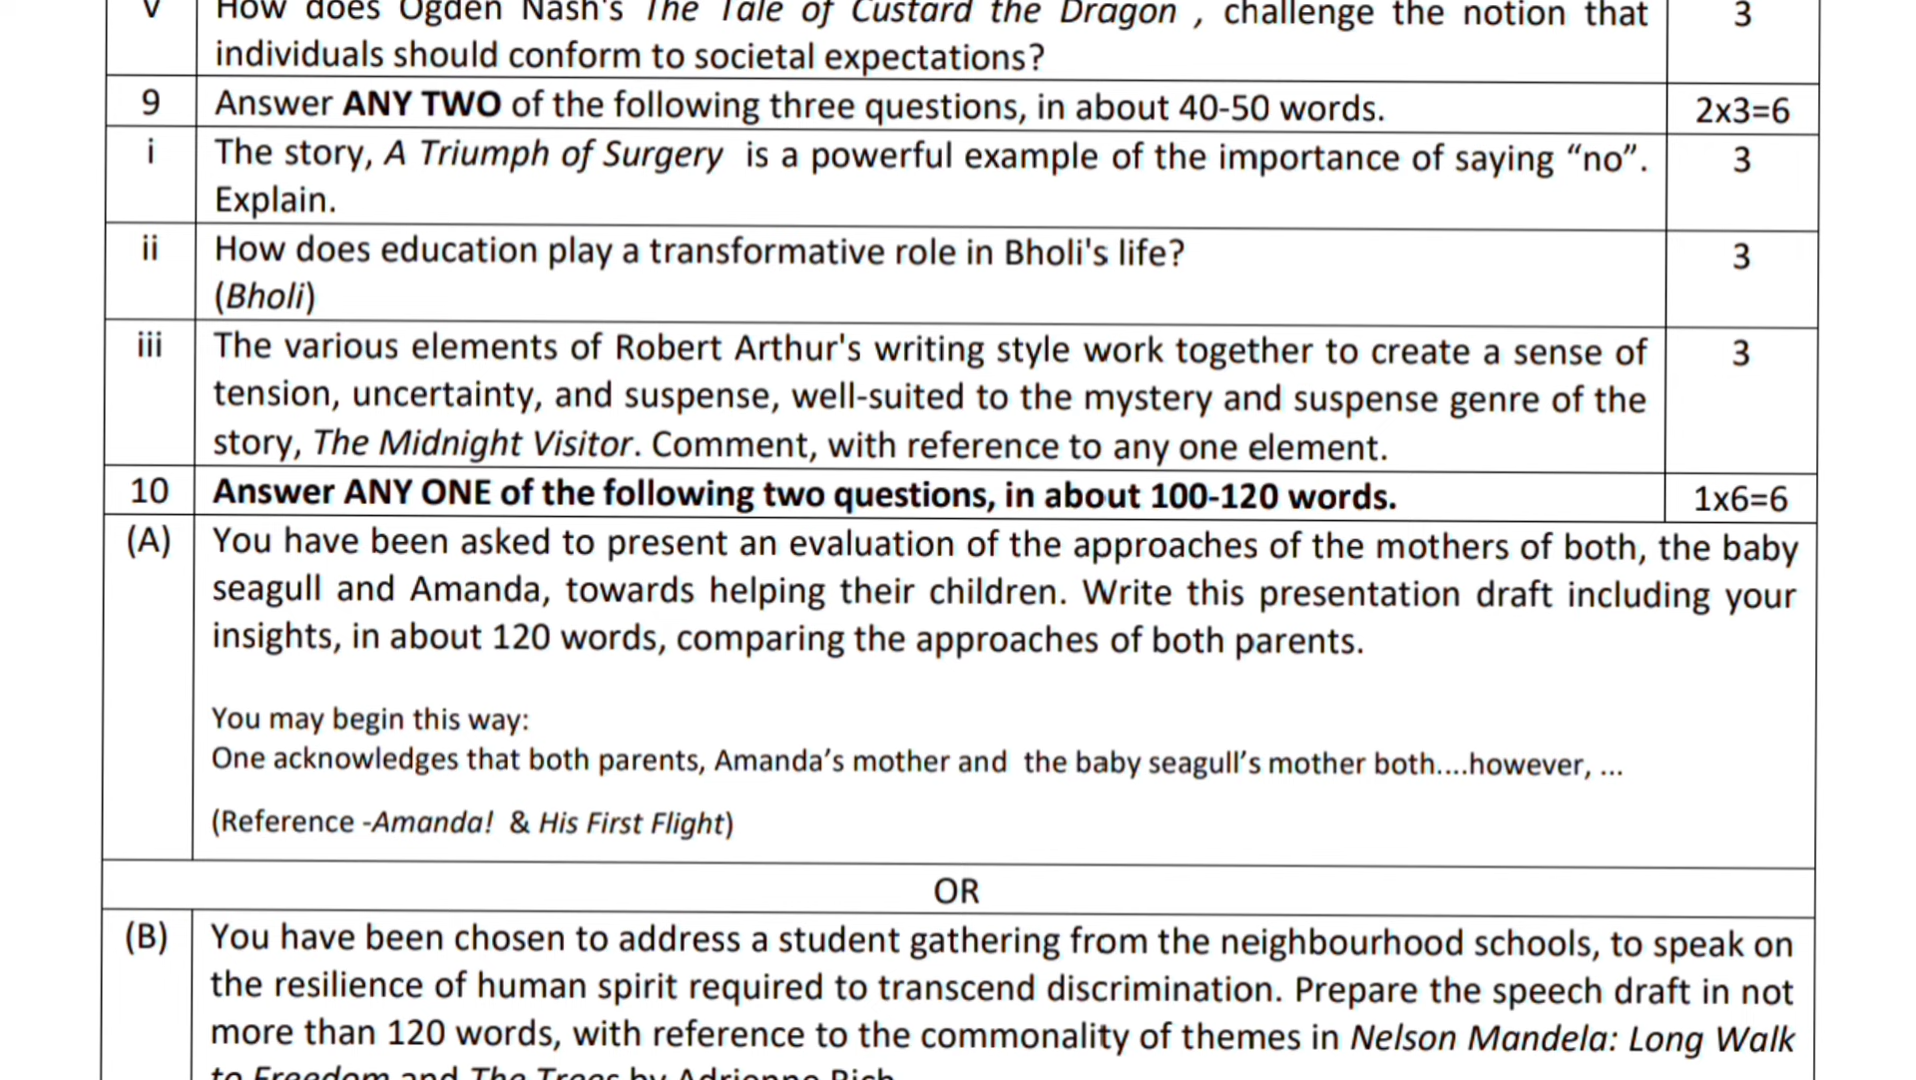 v How does Ogden Nash's The Tale of Custard the Dragon , challenge the notion that 3
individuals should conform to societal expectations?
9 Answer ANY TWO of the following three questions, in about 40-50 words. 2x3=6
i The story, A Triumph of Surgery is a powerful example of the importance of saying “no”. 3
Explain.
ii How does education play a transformative role in Bholi's life? 3
(Bholi)
iii The various elements of Robert Arthur's writing style work together to create a sense of 3
tension, uncertainty, and suspense, well-suited to the mystery and suspense genre of the
story, The Midnight Visitor. Comment, with reference to any one element.
10 Answer ANY ONE of the following two questions, in about 100-120 words. 1x6=6
(A) You have been asked to present an evaluation of the approaches of the mothers of both, the baby
seagull and Amanda, towards helping their children. Write this presentation draft including your
insights, in about 120 words, comparing the approaches of both parents.
You may begin this way:
One acknowledges that both parents, Amanda’s mother and the baby seagull’s mother both....however, ...
(Reference -Amanda! & His First Flight)
OR
(B) You have been chosen to address a student gathering from the neighbourhood schools, to speak on
the resilience of human spirit required to transcend discrimination. Prepare the speech draft in not
more than 120 words, with reference to the commonality of themes in Nelson Mandela: Long Walk
to Freedom and The Trees by Adrienne Rich